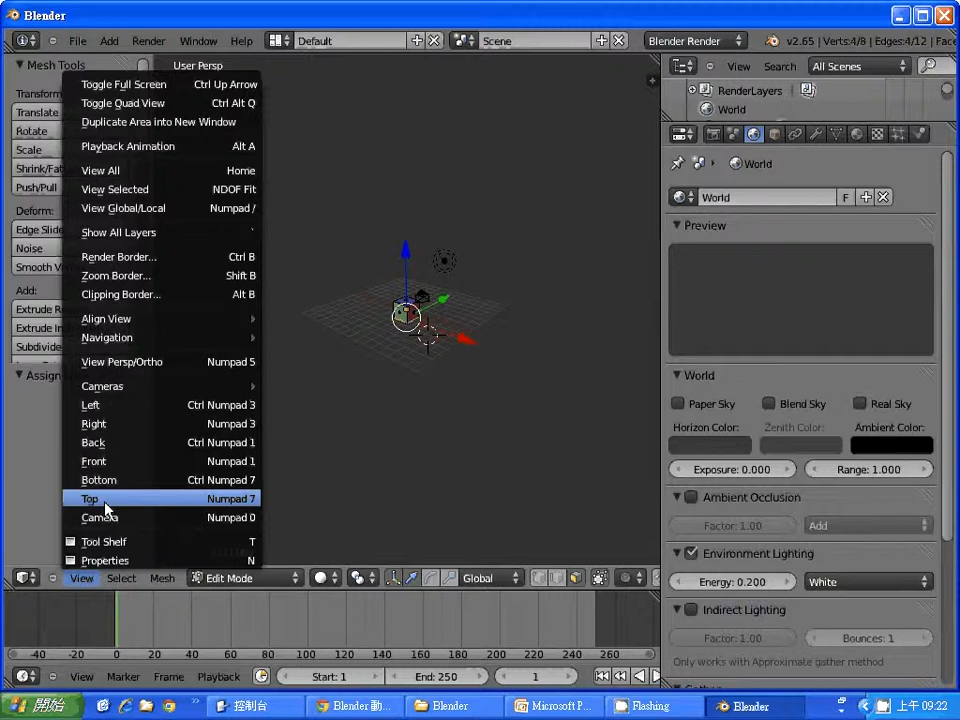 Blender
File Add Render Window Help Default Scene Blender Render v2.65 | Verts:4/8 | Edges:4/12 | Face
Mesh Tools
User Persp
Transform
Translate
Rotate
Scale
Shrink/Fat
Push/Pull
Deform:
Edge Slide
Noise
Smooth Ve
Add:
Extrude Re
Extrude In
Subdivide
Assign
Toggle Full Screen Ctrl Up Arrow
Toggle Quad View Ctrl Alt Q
Duplicate Area into New Window
Playback Animation Alt A
View All Home
View Selected NDOF Fit
View Global/Local Numpad /
Show All Layers `
Render Border... Ctrl B
Zoom Border... Shift B
Clipping Border... Alt B
Align View
Navigation
View Persp/Ortho Numpad 5
Cameras
Left Ctrl Numpad 3
Right Numpad 3
Back Ctrl Numpad 1
Front Numpad 1
Bottom Ctrl Numpad 7
Top Numpad 7
Camera Numpad 0
Tool Shelf T
Properties N
View Select Mesh Edit Mode Global
View Search All Scenes
RenderLayers
World
World
World F
Preview
World
Paper Sky Blend Sky Real Sky
Horizon Color: Zenith Color: Ambient Color:
Exposure: 0.000 Range: 1.000
Ambient Occlusion
Factor: 1.00 Add
Environment Lighting
Energy: 0.200 White
Indirect Lighting
Factor: 1.00 Bounces: 1
Only works with Approximate gather method
-40 -20 0 20 40 60 80 100 120 140 160 180 200 220 240 260
View Marker Frame Playback Start: 1 End: 250 1
開始 控制台 Blender 動... Blender Microsoft P... Flashing Blender 上午 09:22